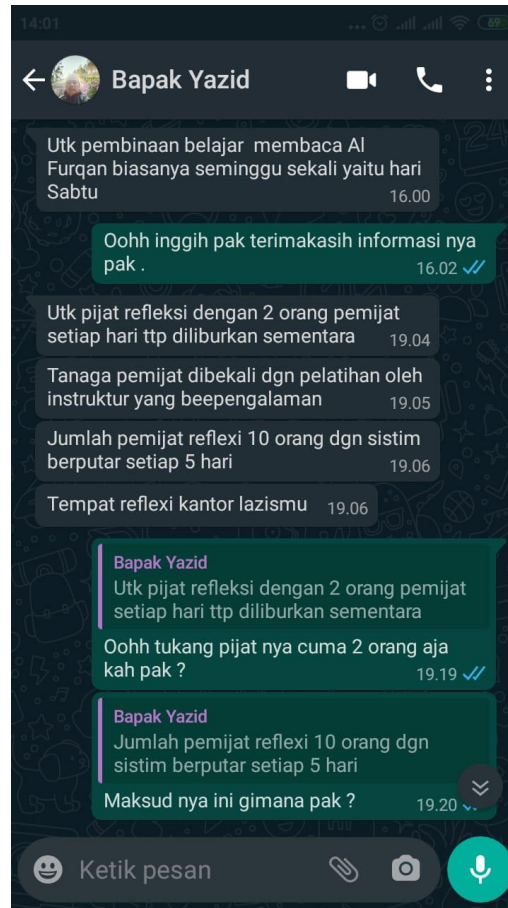 14:01
69
Bapak Yazid
Utk pembinaan belajar membaca Al
Furqan biasanya seminggu sekali yaitu hari
Sabtu
16.00
Oohh inggih pak terimakasih informasi nya
pak .
16.02
Utk pijat refleksi dengan 2 orang pemijat
setiap hari ttp diliburkan sementara
19.04
Tanaga pemijat dibekali dgn pelatihan oleh
instruktur yang beepengalaman
19.05
Jumlah pemijat reflexi 10 orang dgn sistim
berputar setiap 5 hari
19.06
Tempat reflexi kantor lazismu
19.06
Bapak Yazid
Utk pijat refleksi dengan 2 orang pemijat
setiap hari ttp diliburkan sementara
Oohh tukang pijat nya cuma 2 orang aja
kah pak ?
19.19
Bapak Yazid
Jumlah pemijat reflexi 10 orang dgn
sistim berputar setiap 5 hari
Maksud nya ini gimana pak ?
19.20
Ketik pesan